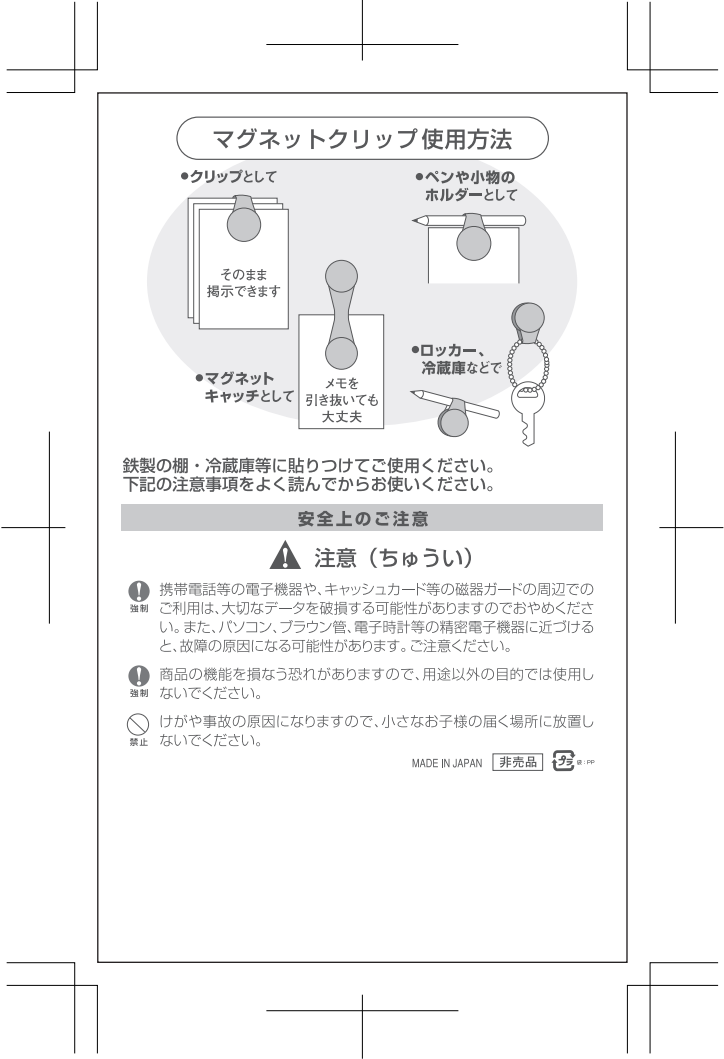 マグネットクリップ使用方法
●クリップとして
●ペンや小物の
ホルダーとして
そのまま
掲示できます
●マグネット
キャッチとして
メモを
引き抜いても
大丈夫
●ロッカー、
冷蔵庫などで
鉄製の棚・冷蔵庫等に貼りつけてご使用ください。
下記の注意事項をよく読んでからお使いください。
安全上のご注意
注意（ちゅうい）
強制
携帯電話等の電子機器や、キャッシュカード等の磁器ガードの周辺での
ご利用は、大切なデータを破損する可能性がありますのでおやめくださ
い。また、パソコン、ブラウン管、電子時計等の精密電子機器に近づける
と、故障の原因になる可能性があります。ご注意ください。
強制
商品の機能を損なう恐れがありますので、用途以外の目的では使用し
ないでください。
禁止
けがや事故の原因になりますので、小さなお子様の届く場所に放置し
ないでください。
MADE IN JAPAN 非売品 プラ 袋：PP